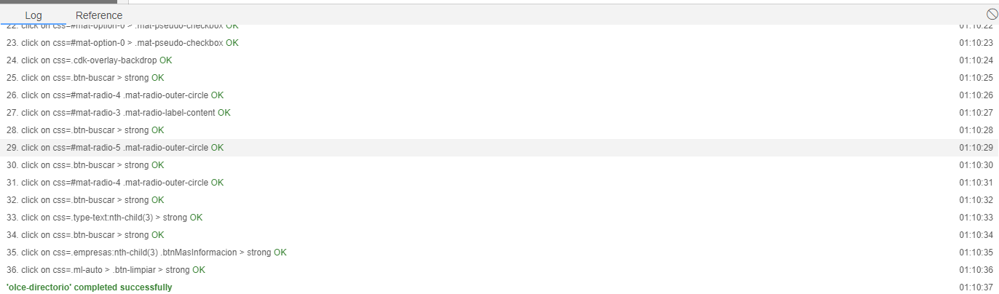 Log Reference
22. click on css=#mat-option-0 > .mat-pseudo-checkbox OK 01:10:22
23. click on css=#mat-option-0 > .mat-pseudo-checkbox OK 01:10:23
24. click on css=.cdk-overlay-backdrop OK 01:10:24
25. click on css=.btn-buscar > strong OK 01:10:25
26. click on css=#mat-radio-4 .mat-radio-outer-circle OK 01:10:26
27. click on css=#mat-radio-3 .mat-radio-label-content OK 01:10:27
28. click on css=.btn-buscar > strong OK 01:10:28
29. click on css=#mat-radio-5 .mat-radio-outer-circle OK 01:10:29
30. click on css=.btn-buscar > strong OK 01:10:30
31. click on css=#mat-radio-4 .mat-radio-outer-circle OK 01:10:31
32. click on css=.btn-buscar > strong OK 01:10:32
33. click on css=.type-text:nth-child(3) > strong OK 01:10:33
34. click on css=.btn-buscar > strong OK 01:10:34
35. click on css=.empresas:nth-child(3) .btnMasInformacion > strong OK 01:10:35
36. click on css=.ml-auto > .btn-limpiar > strong OK 01:10:36
'olce-directorio' completed successfully 01:10:37